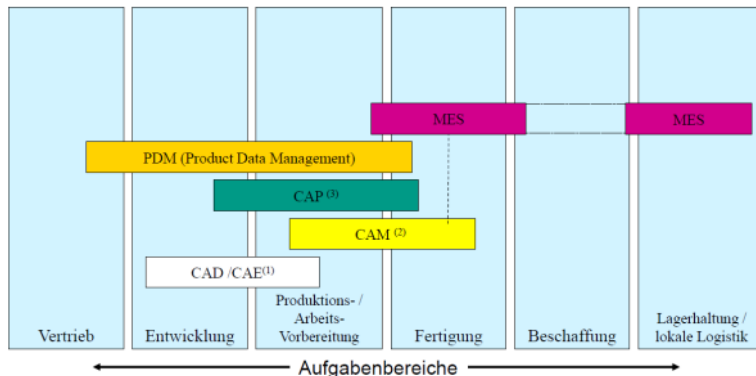 MES
MES
PDM (Product Data Management)
CAP (3)
CAM (2)
CAD /CAE(1)
Vertrieb
Entwicklung
Produktions- /
Arbeits-
Vorbereitung
Fertigung
Beschaffung
Lagerhaltung /
lokale Logistik
Aufgabenbereiche